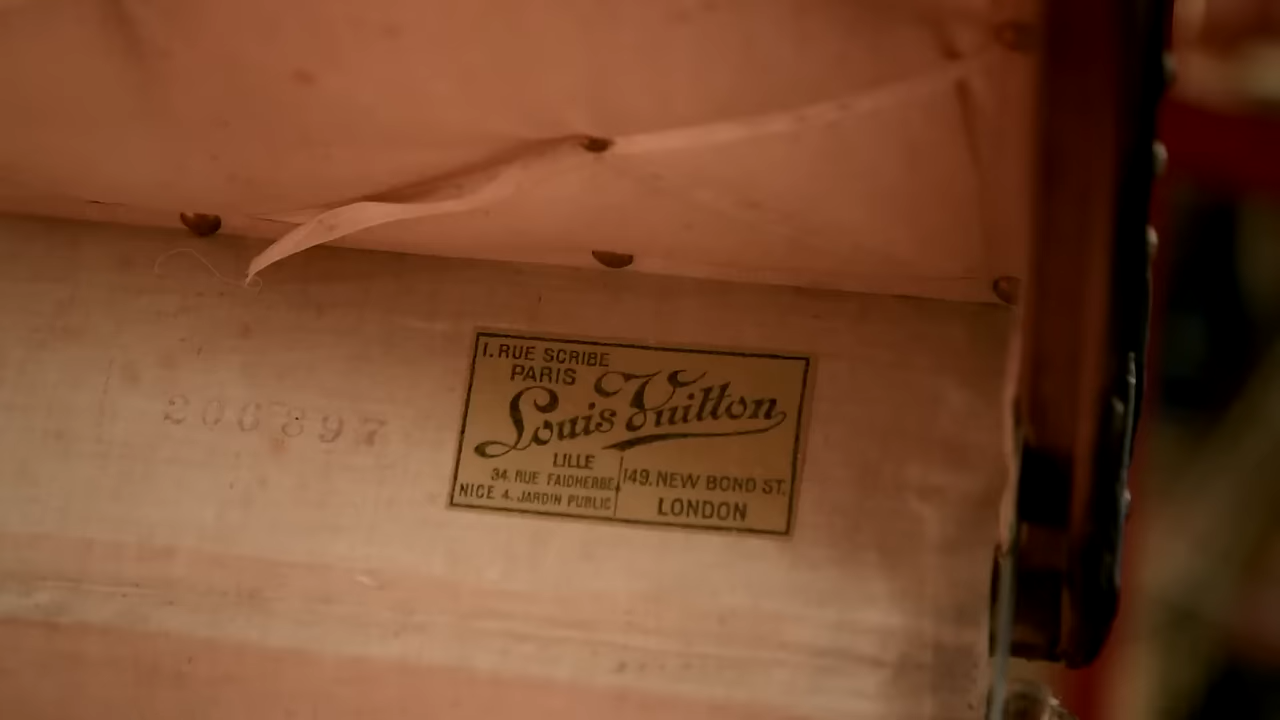 1. RUE SCRIBE
PARIS
Louis Vuitton
LILLE
34. RUE FAIDHERBE
NICE 4. JARDIN PUBLIC
149. NEW BOND ST.
LONDON
206897